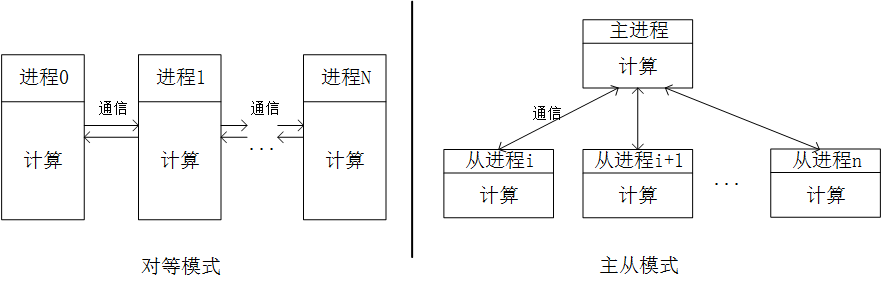 进程0
进程1
进程N
通信
通信
计算
计算
...
计算
对等模式
主进程
计算
通信
从进程i
从进程i+1
从进程n
计算
计算
...
计算
主从模式